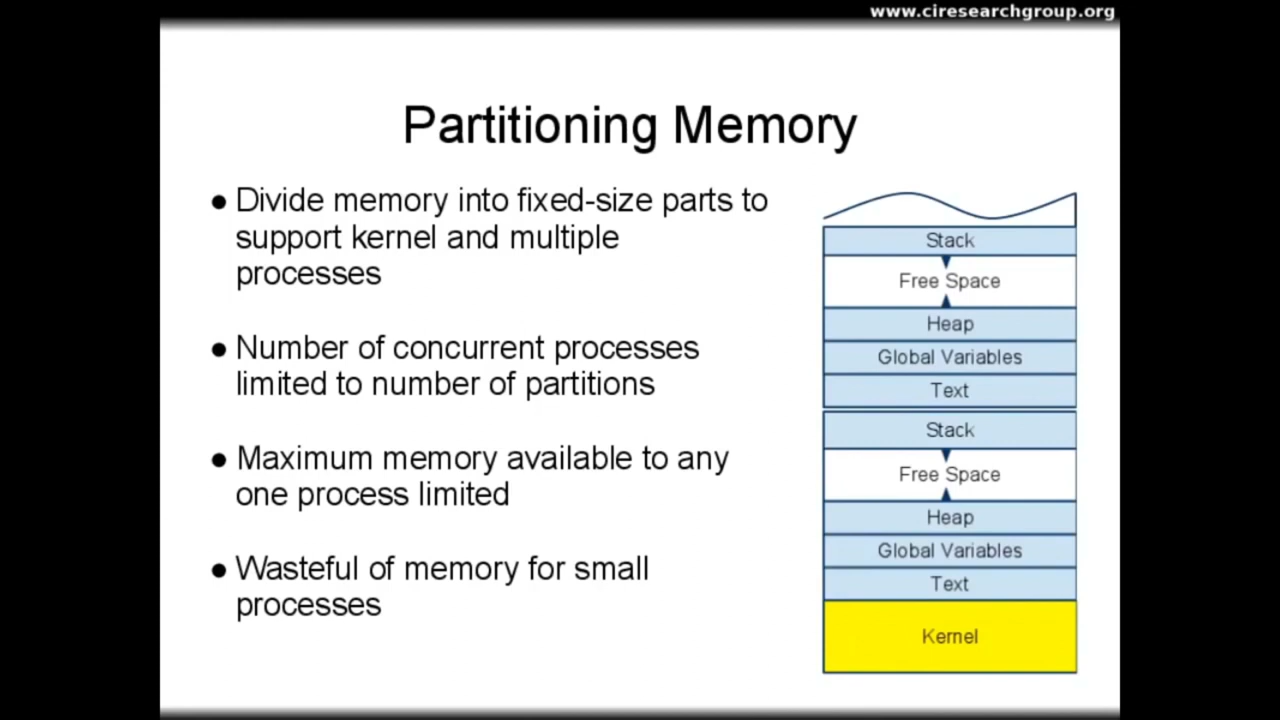 www.ciresearchgroup.org
Partitioning Memory
● Divide memory into fixed-size parts to
support kernel and multiple
processes
● Number of concurrent processes
limited to number of partitions
● Maximum memory available to any
one process limited
● Wasteful of memory for small
processes
Stack
Free Space
Heap
Global Variables
Text
Stack
Free Space
Heap
Global Variables
Text
Kernel